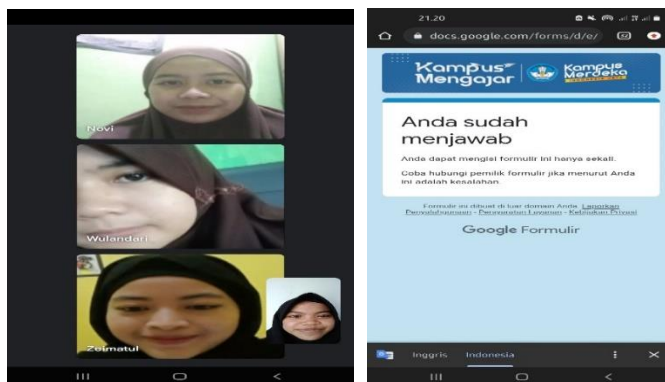 Novi
Wulandari
Zoimatul
21.20
docs.google.com/forms/d/e/
Kampus Mengajar
Kampus Merdeka
Anda sudah
menjawab
Anda dapat mengisi formulir ini hanya sekali.
Coba hubungi pemilik formulir jika menurut Anda
ini adalah kesalahan.
Formulir ini dibuat di luar domain Anda. Laporkan
Penyalahgunaan - Persyaratan Layanan - Kebijakan Privasi
Google Formulir
Inggris Indonesia